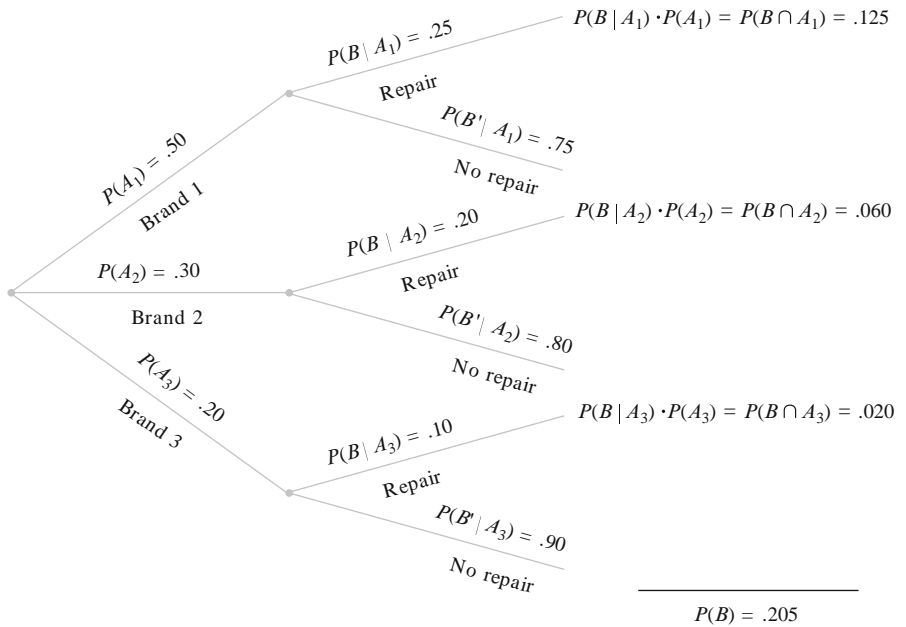 P(B | A₁) · P(A₁) = P(B ∩ A₁) = .125
P(B | A₁) = .25
Repair
P(B' | A₁) = .75
No repair
P(A₁) = .50
Brand 1
P(B | A₂) · P(A₂) = P(B ∩ A₂) = .060
P(B | A₂) = .20
Repair
P(A₂) = .30
Brand 2
P(B' | A₂) = .80
No repair
P(A₃) = .20
Brand 3
P(B | A₃) · P(A₃) = P(B ∩ A₃) = .020
P(B | A₃) = .10
Repair
P(B' | A₃) = .90
No repair
P(B) = .205